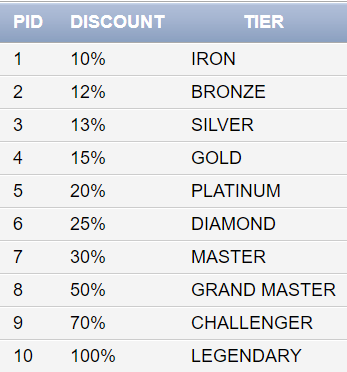 PID DISCOUNT TIER
1 10% IRON
2 12% BRONZE
3 13% SILVER
4 15% GOLD
5 20% PLATINUM
6 25% DIAMOND
7 30% MASTER
8 50% GRAND MASTER
9 70% CHALLENGER
10 100% LEGENDARY